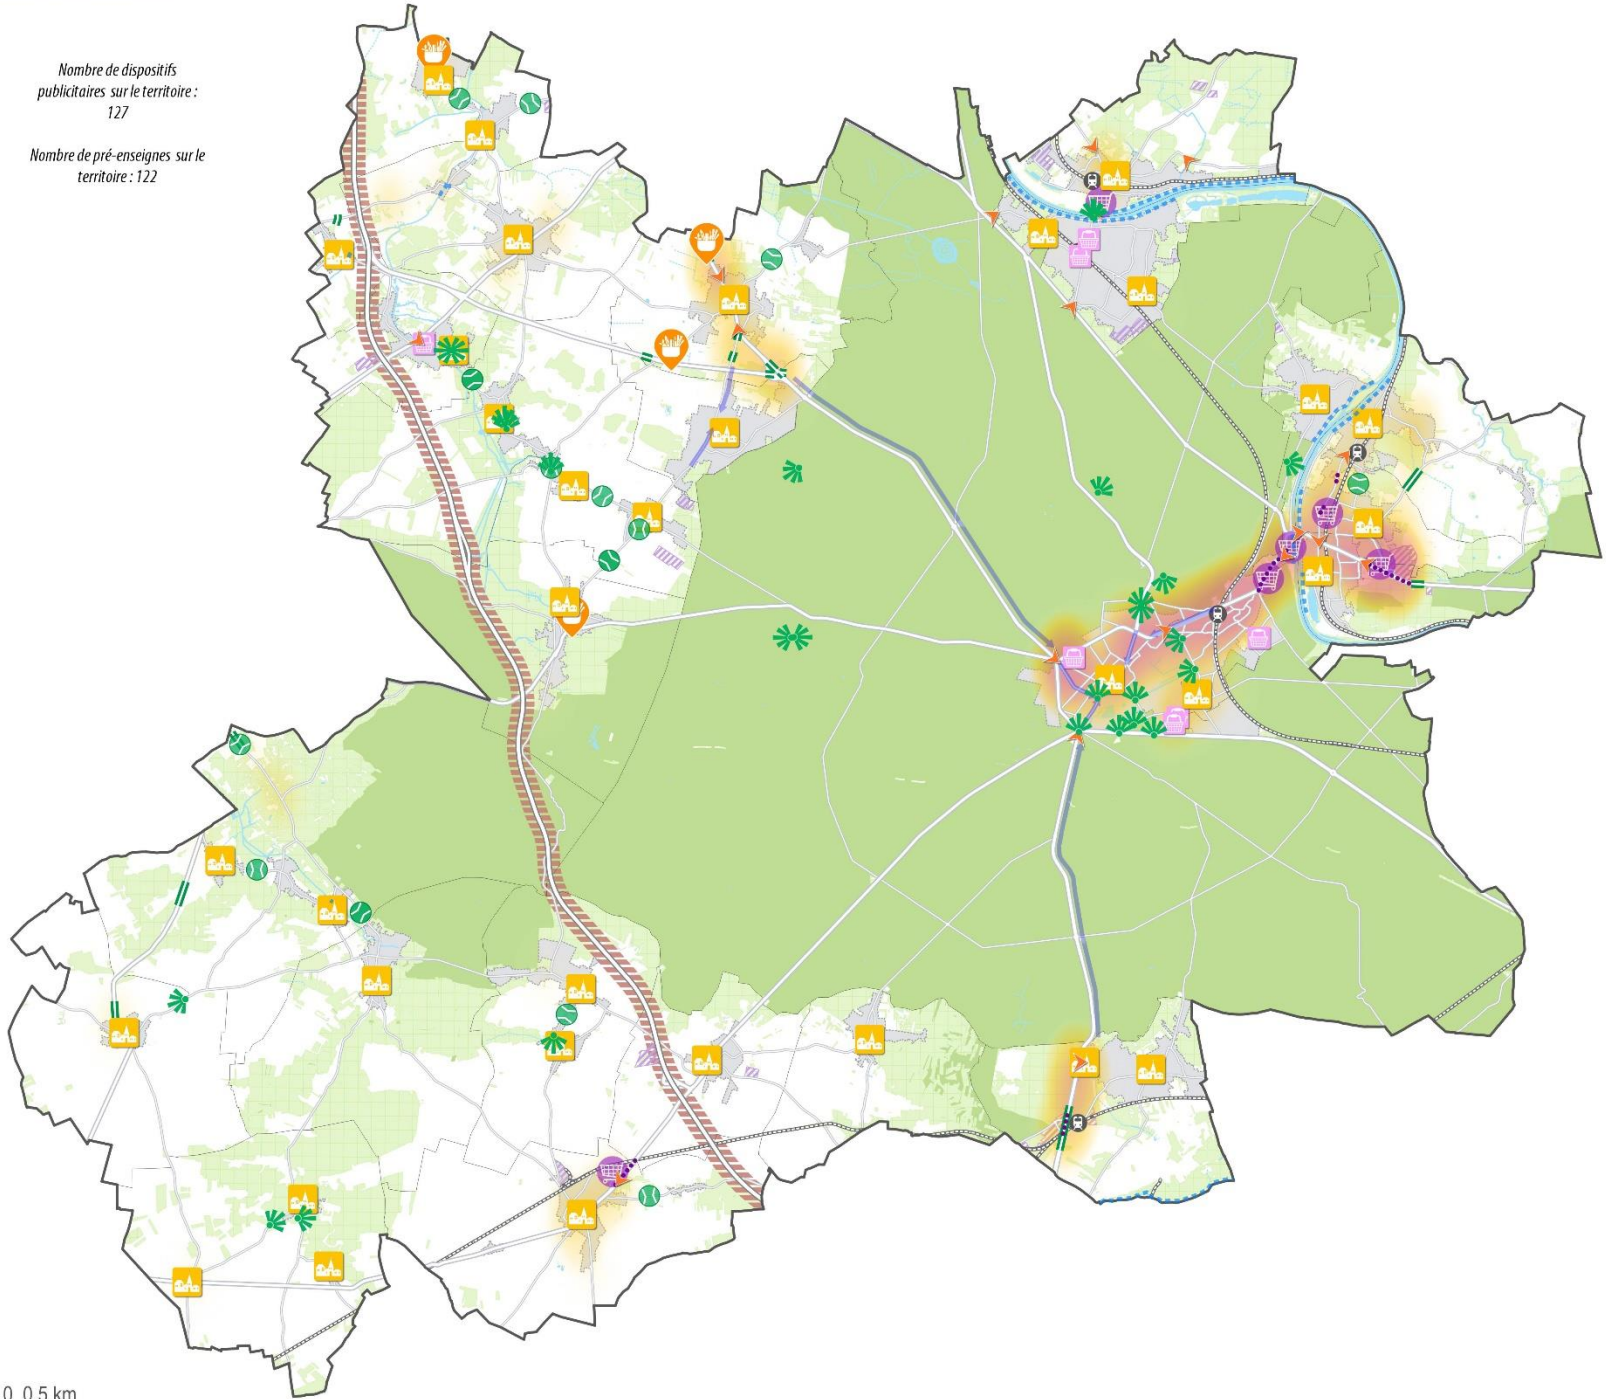 Nombre de dispositifs
publicitaires sur le territoire :
127
Nombre de pré-enseignes sur le
territoire : 122
0 0,5 km